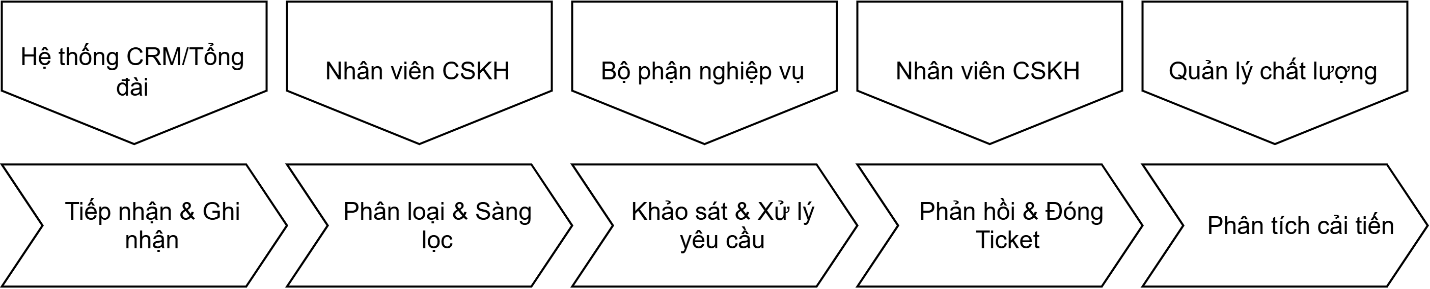 Hệ thống CRM/Tổng
đài
Nhân viên CSKH
Bộ phận nghiệp vụ
Nhân viên CSKH
Quản lý chất lượng
Tiếp nhận & Ghi
nhận
Phân loại & Sàng
lọc
Khảo sát & Xử lý
yêu cầu
Phản hồi & Đóng
Ticket
Phân tích cải tiến